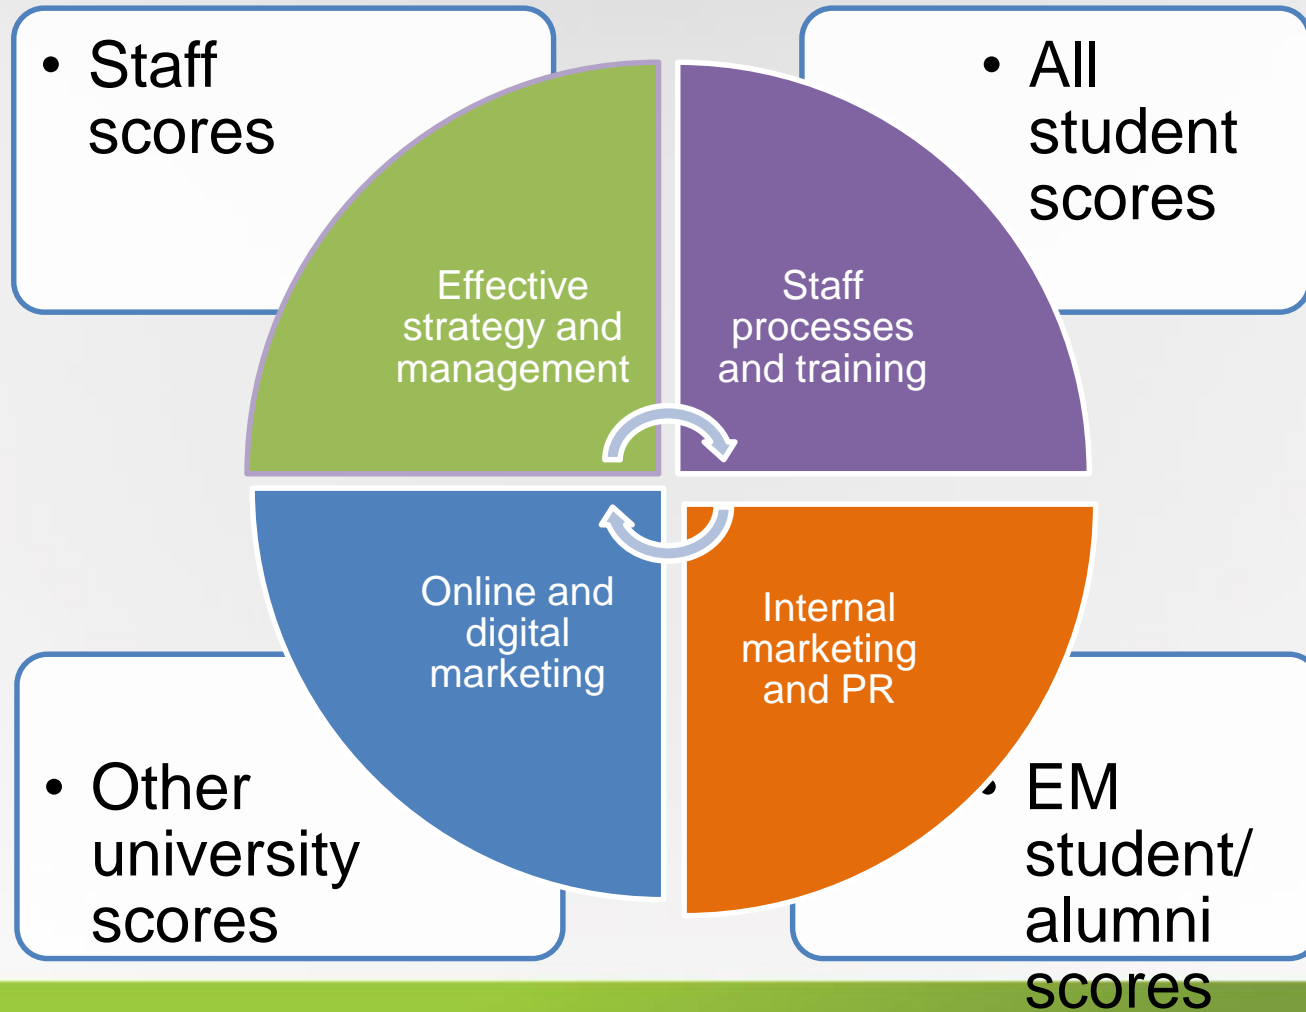 • Staff
scores
• All
student
scores
Effective
strategy and
management
Staff
processes
and training
Online and
digital
marketing
Internal
marketing
and PR
• Other
university
scores
• EM
student/
alumni
scores